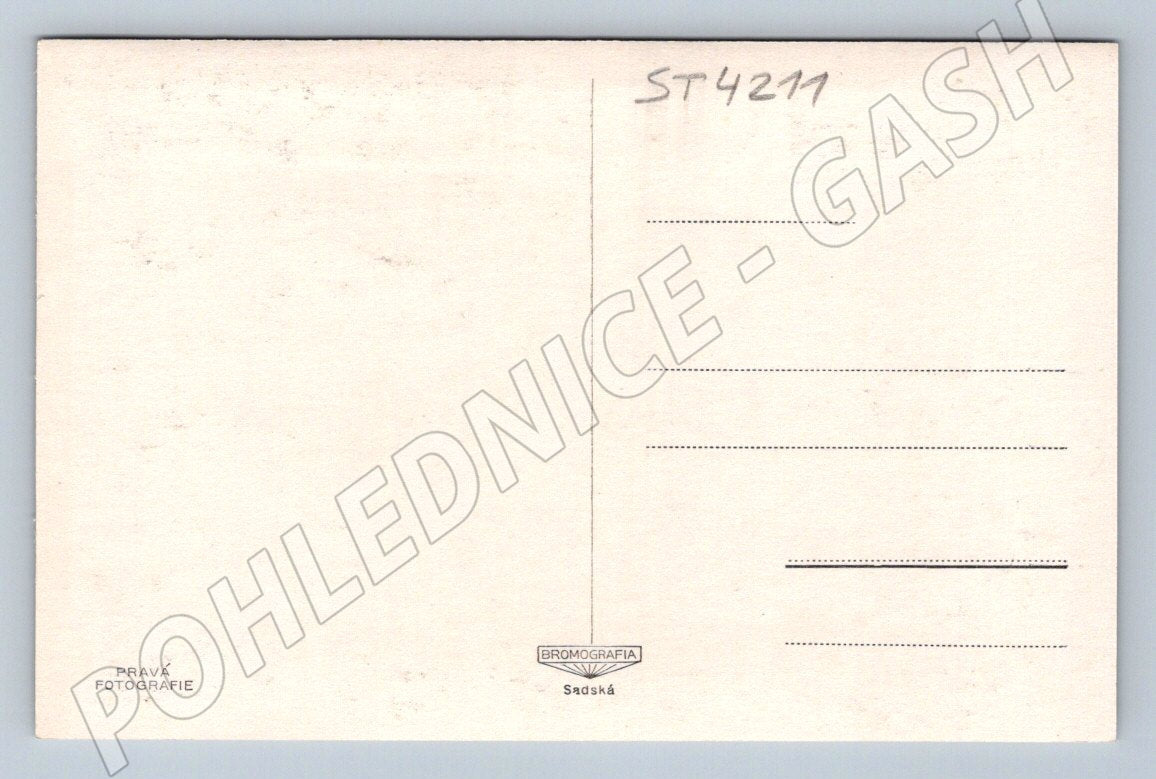 ST4211
POHLEDNICE - GASH
PRAVÁ
FOTOGRAFIE
BROMOGRAFIA
Sadská